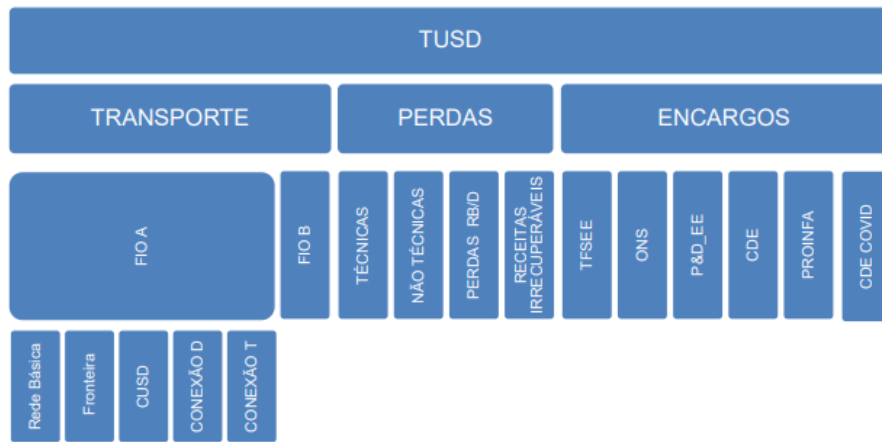 TUSD
TRANSPORTE
PERDAS
ENCARGOS
FIO A
FIO B
TÉCNICAS
NÃO TÉCNICAS
PERDAS RB/D
RECEITAS
IRRECUPERÁVEIS
TFSEE
ONS
P&D_EE
CDE
PROINFA
CDE COVID
Rede Básica
Fronteira
CUSD
CONEXÃO D
CONEXÃO T